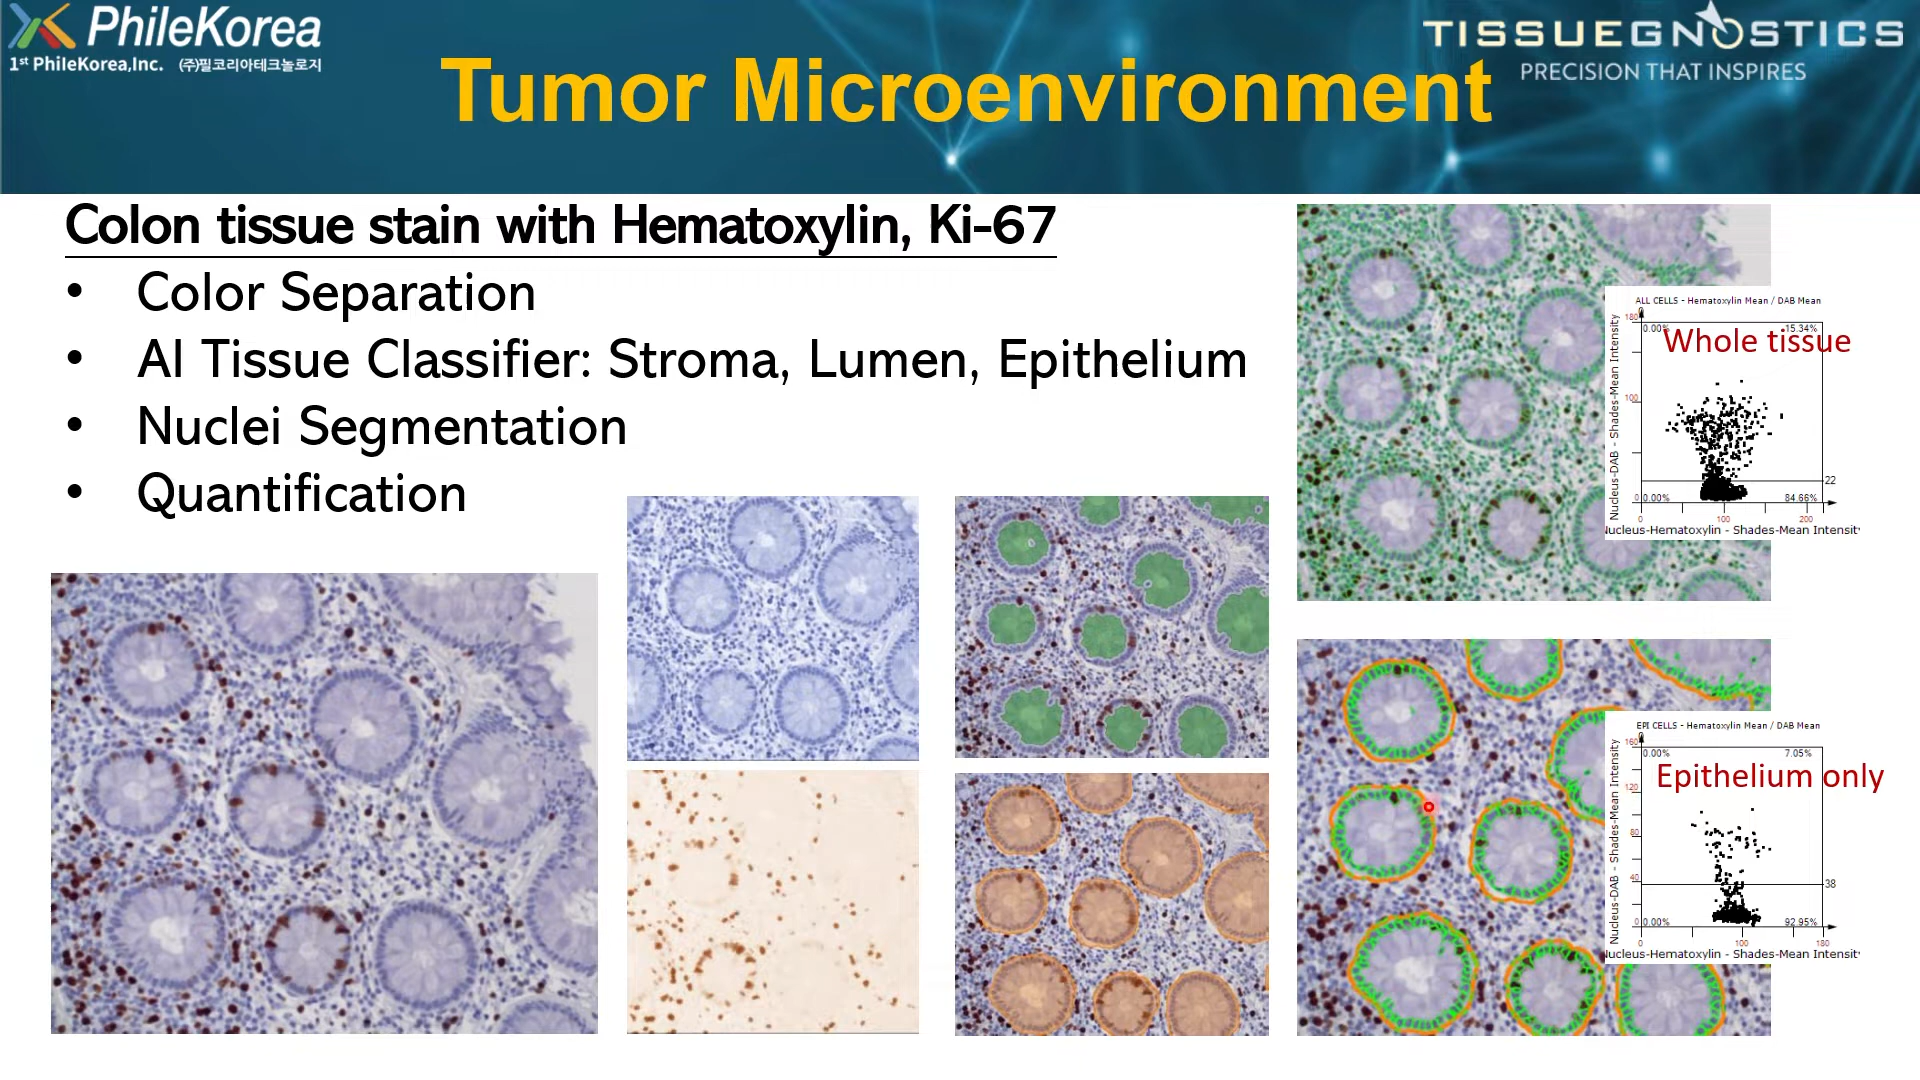 PhileKorea
1st PhileKorea,Inc. (주)필코리아테크놀로지
TISSUEGNOSTICS
PRECISION THAT INSPIRES
Tumor Microenvironment
Colon tissue stain with Hematoxylin, Ki-67
• Color Separation
• AI Tissue Classifier: Stroma, Lumen, Epithelium
• Nuclei Segmentation
• Quantification
ALL CELLS - Hematoxylin Mean / DAB Mean
Whole tissue
180
0.00%
15.34%
100
22
0
0.00%
84.66%
0 100 200
Nucleus-DAB - Shades-Mean Intensity
Nucleus-Hematoxylin - Shades-Mean Intensit
EPI CELLS - Hematoxylin Mean / DAB Mean
Epithelium only
160
0.00%
7.05%
120
80
40
38
0
0.00%
92.95%
0 100 180
Nucleus-DAB - Shades-Mean Intensity
Nucleus-Hematoxylin - Shades-Mean Intensit